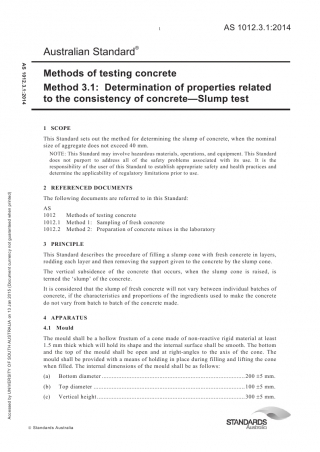 1
AS 1012.3.1:2014
Australian Standard®
AS 1012.3.1:2014
Methods of testing concrete
Method 3.1: Determination of properties related
to the consistency of concrete—Slump test
1 SCOPE
This Standard sets out the method for determining the slump of concrete, when the nominal
size of aggregate does not exceed 40 mm.
NOTE: This Standard may involve hazardous materials, operations, and equipment. This Standard
does not purport to address all of the safety problems associated with its use. It is the
responsibility of the user of this Standard to establish appropriate safety and health practices and
determine the applicability of regulatory limitations prior to use.
2 REFERENCED DOCUMENTS
The following documents are referred to in this Standard:
AS
1012 Methods of testing concrete
1012.1 Method 1: Sampling of fresh concrete
1012.2 Method 2: Preparation of concrete mixes in the laboratory
3 PRINCIPLE
This Standard describes the procedure of filling a slump cone with fresh concrete in layers,
rodding each layer and then removing the support given to the concrete by the slump cone.
The vertical subsidence of the concrete that occurs, when the slump cone is raised, is
termed the ‘slump’ of the concrete.
It is considered that the slump of fresh concrete will not vary between individual batches of
concrete, if the characteristics and proportions of the ingredients used to make the concrete
do not vary from batch to batch of the concrete made.
4 APPARATUS
4.1 Mould
The mould shall be a hollow frustum of a cone made of non-reactive rigid material at least
1.5 mm thick which will hold its shape and the internal surface shall be smooth. The bottom
and the top of the mould shall be open and at right-angles to the axis of the cone. The
mould shall be provided with a means of holding in place during filling and lifting the cone
when filled. The internal dimensions of the mould shall be as follows:
(a) Bottom diameter ........ 200 ±5 mm.
(b) Top diameter ........ 100 ±5 mm.
(c) Vertical height ........ 300 ±5 mm.
Accessed by UNIVERSITY OF SOUTH AUSTRALIA on 13 Jan 2015 (Document currency not guaranteed when printed)
© Standards Australia
STANDARDS
Australia